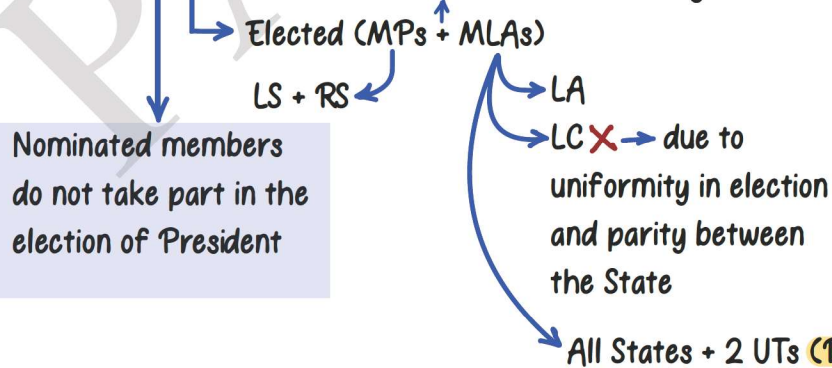 Elected (MPs + MLAs)
LS + RS
LA
LC X → due to
uniformity in election
and parity between
the State
Nominated members
do not take part in the
election of President
All States + 2 UTs